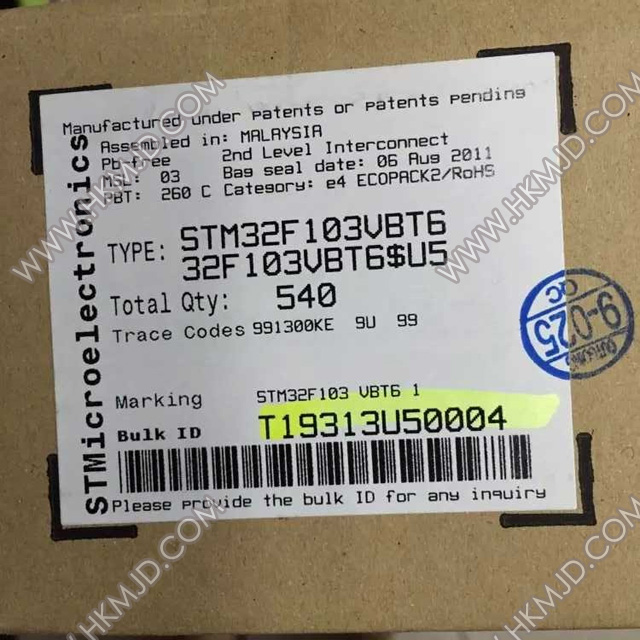 Manufactured under patents or patents pending
Assembled in: MALAYSIA
Pb-free 2nd Level Interconnect
MSL: 03 Bag seal date: 06 Aug 2011
PBT: 260 C Category: e4 ECOPACK2/RoHS
TYPE: STM32F103VBT6
32F103VBT6$U5
Total Qty: 540
Trace Codes 991300KE 9U 99
Marking STM32F103 VBT6 1
Bulk ID T19313U50004
Please provide the bulk ID for any inquiry
STMicroelectronics
QC
9-025
WWW.HKMJD.COM
WWW.HKMJD.COM
WWW.HKMJD.COM
WWW.HKMJD.COM